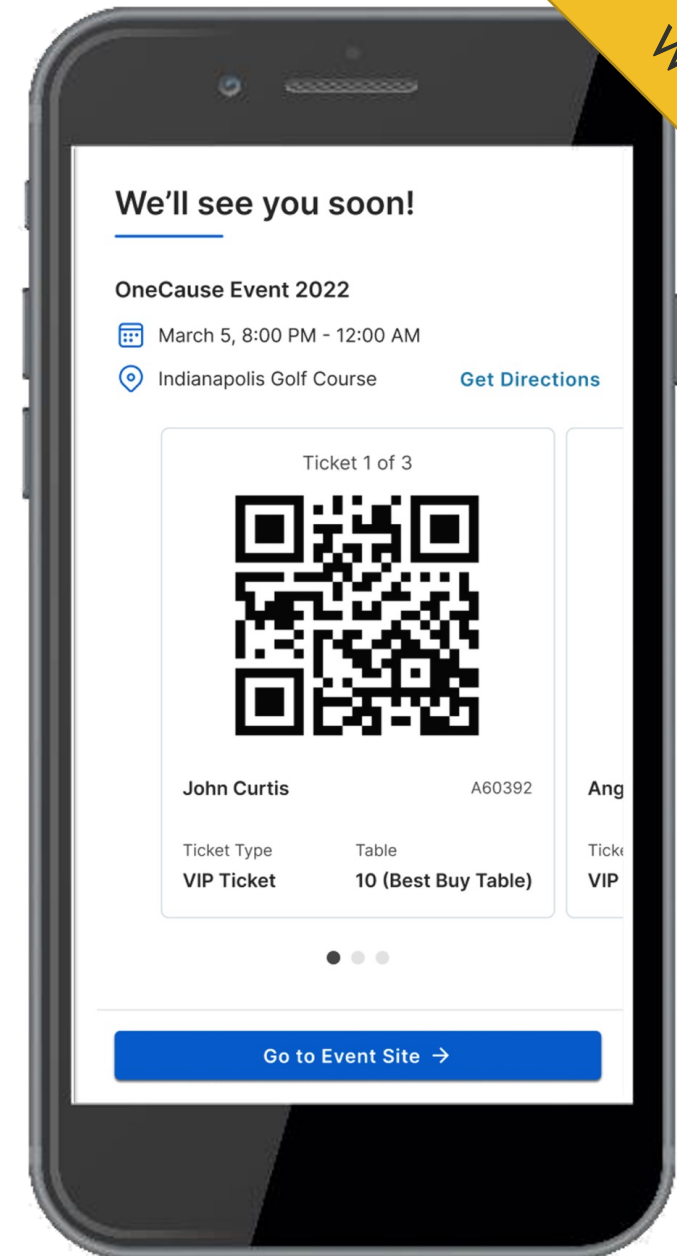 We'll see you soon!
OneCause Event 2022
March 5, 8:00 PM - 12:00 AM
Indianapolis Golf Course Get Directions
Ticket 1 of 3
John Curtis A60392 Ang
Ticket Type Table Ticke
VIP Ticket 10 (Best Buy Table) VIP
Go to Event Site →